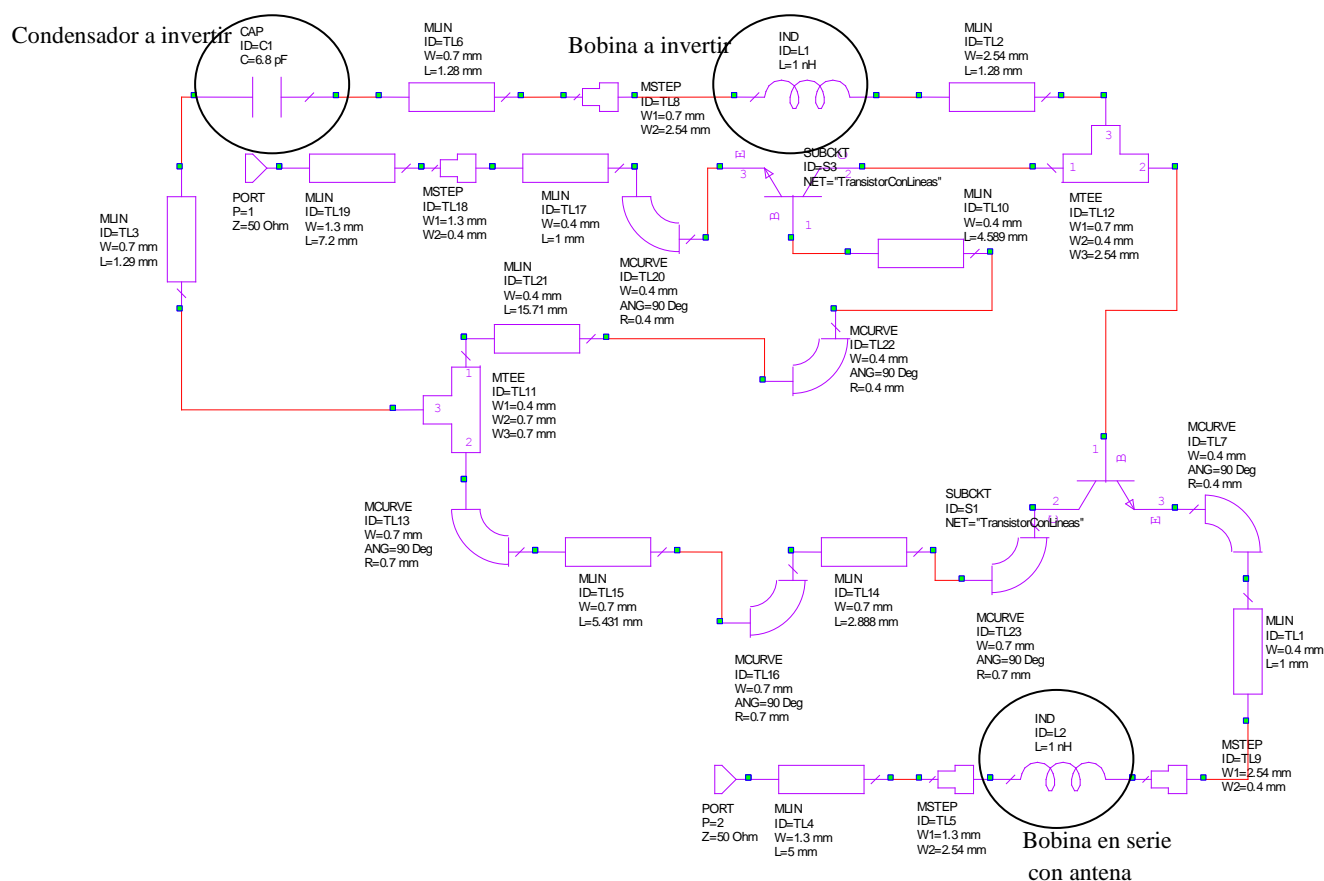 Condensador a invertir
CAP
ID=C1
C=6.8 pF
MLIN
ID=TL6
W=0.7 mm
L=1.28 mm
Bobina a invertir
MSTEP
ID=TL8
W1=0.7 mm
W2=2.54 mm
IND
ID=L1
L=1 nH
MLIN
ID=TL2
W=2.54 mm
L=1.28 mm
3
1
2
MTEE
ID=TL12
W1=0.7 mm
W2=0.4 mm
W3=2.54 mm
PORT
P=1
Z=50 Ohm
MLIN
ID=TL19
W=1.3 mm
L=7.2 mm
MSTEP
ID=TL18
W1=1.3 mm
W2=0.4 mm
MLIN
ID=TL17
W=0.4 mm
L=1 mm
MCURVE
ID=TL20
W=0.4 mm
ANG=90 Deg
R=0.4 mm
E
3
C
2
B
1
SUBCKT
ID=S3
NET="TransistorConLineas"
MLIN
ID=TL10
W=0.4 mm
L=4.589 mm
MLIN
ID=TL3
W=0.7 mm
L=1.29 mm
MLIN
ID=TL21
W=0.4 mm
L=15.71 mm
MCURVE
ID=TL22
W=0.4 mm
ANG=90 Deg
R=0.4 mm
1
3
2
MTEE
ID=TL11
W1=0.4 mm
W2=0.7 mm
W3=0.7 mm
MCURVE
ID=TL13
W=0.7 mm
ANG=90 Deg
R=0.7 mm
MLIN
ID=TL15
W=0.7 mm
L=5.431 mm
MCURVE
ID=TL16
W=0.7 mm
ANG=90 Deg
R=0.7 mm
MLIN
ID=TL14
W=0.7 mm
L=2.888 mm
SUBCKT
ID=S1
NET="TransistorConLineas"
1
B
2
C
3
E
MCURVE
ID=TL23
W=0.7 mm
ANG=90 Deg
R=0.7 mm
MCURVE
ID=TL7
W=0.4 mm
ANG=90 Deg
R=0.4 mm
MLIN
ID=TL1
W=0.4 mm
L=1 mm
MSTEP
ID=TL9
W1=2.54 mm
W2=0.4 mm
IND
ID=L2
L=1 nH
PORT
P=2
Z=50 Ohm
MLIN
ID=TL4
W=1.3 mm
L=5 mm
MSTEP
ID=TL5
W1=1.3 mm
W2=2.54 mm
Bobina en serie
con antena